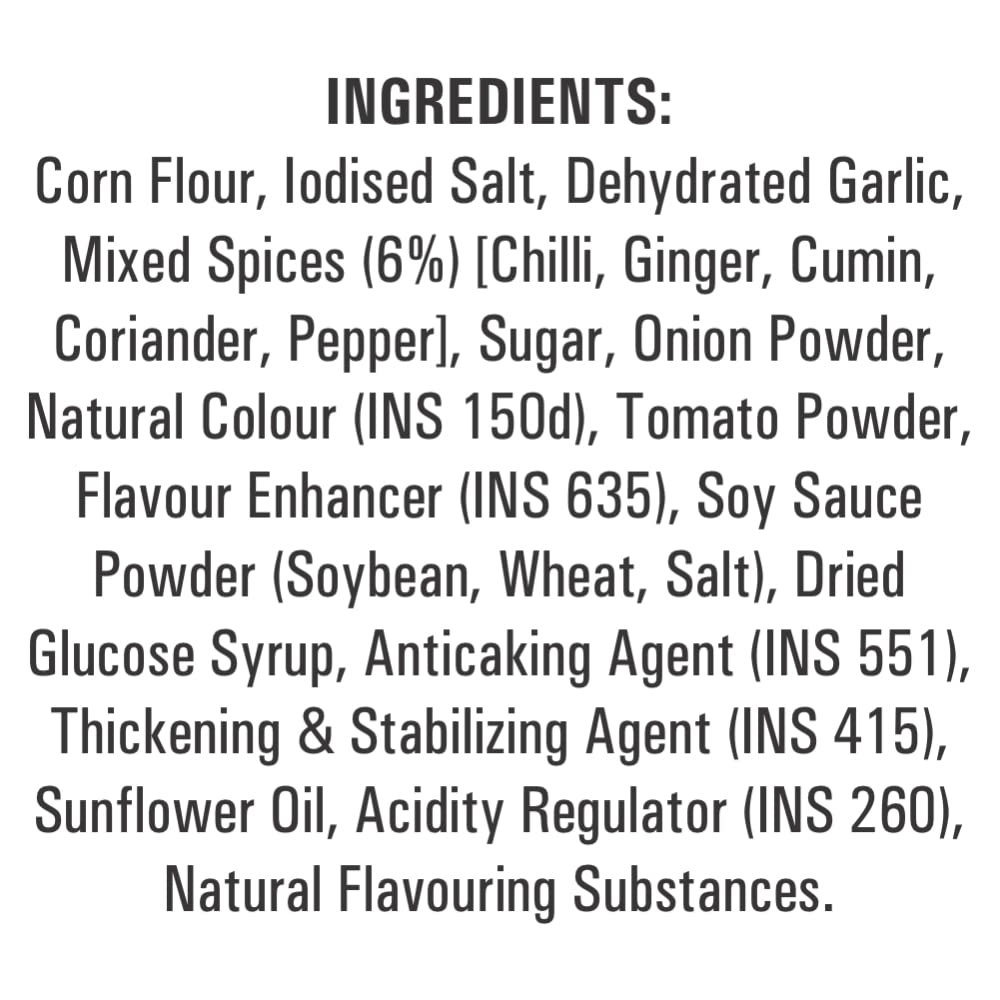 INGREDIENTS:
Corn Flour, Iodised Salt, Dehydrated Garlic,
Mixed Spices (6%) [Chilli, Ginger, Cumin,
Coriander, Pepper], Sugar, Onion Powder,
Natural Colour (INS 150d), Tomato Powder,
Flavour Enhancer (INS 635), Soy Sauce
Powder (Soybean, Wheat, Salt), Dried
Glucose Syrup, Anticaking Agent (INS 551),
Thickening & Stabilizing Agent (INS 415),
Sunflower Oil, Acidity Regulator (INS 260),
Natural Flavouring Substances.